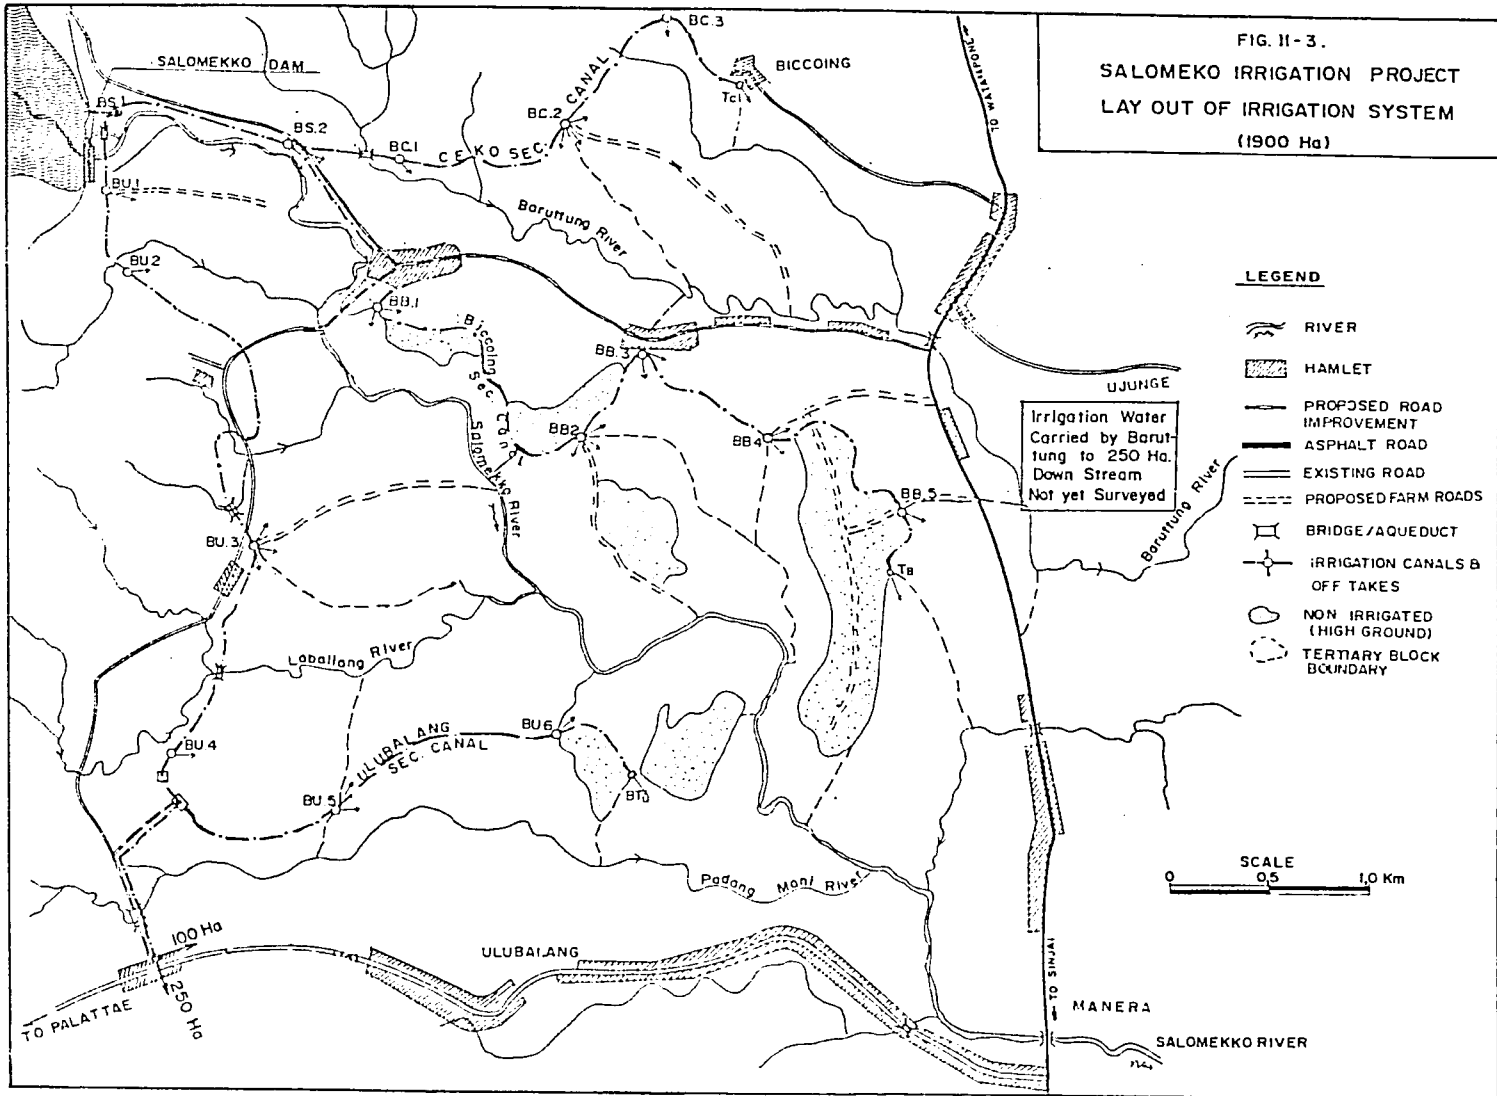 FIG. II-3.
SALOMEKO IRRIGATION PROJECT
LAY OUT OF IRRIGATION SYSTEM
(1900 Ha)
BC.3
BICCOING
TO WATAMPONE
SALOMEKKO DAM
CANAL
Tc1
BS.1
BS.2
BC.2
BC.1
CEKO SEC.
BU.1
Baruttung River
BU.2
LEGEND
BB.1
Biccoing Sec. Can
RIVER
BB.3
HAMLET
UJUNGE
PROPOSED ROAD
IMPROVEMENT
Irrigation Water
Carried by Barut-
tung to 250 Ha.
Down Stream
Not yet Surveyed
ASPHALT ROAD
BB2
BB4
EXISTING ROAD
Salomekko River
BB.5
PROPOSED FARM ROADS
Baruttung River
BRIDGE/AQUEDUCT
BU.3
IRRIGATION CANALS &
OFF TAKES
TB
NON IRRIGATED
(HIGH GROUND)
Laballang River
TERTIARY BLOCK
BOUNDARY
BU.4
BU6
ULUBALANG
SEC. CANAL
BU.5
SCALE
0 0,5 1,0 Km
Padang Mani River
100 Ha
ULUBALANG
250 Ha
TO PALATTAE
TO SINJAI
MANERA
SALOMEKKO RIVER